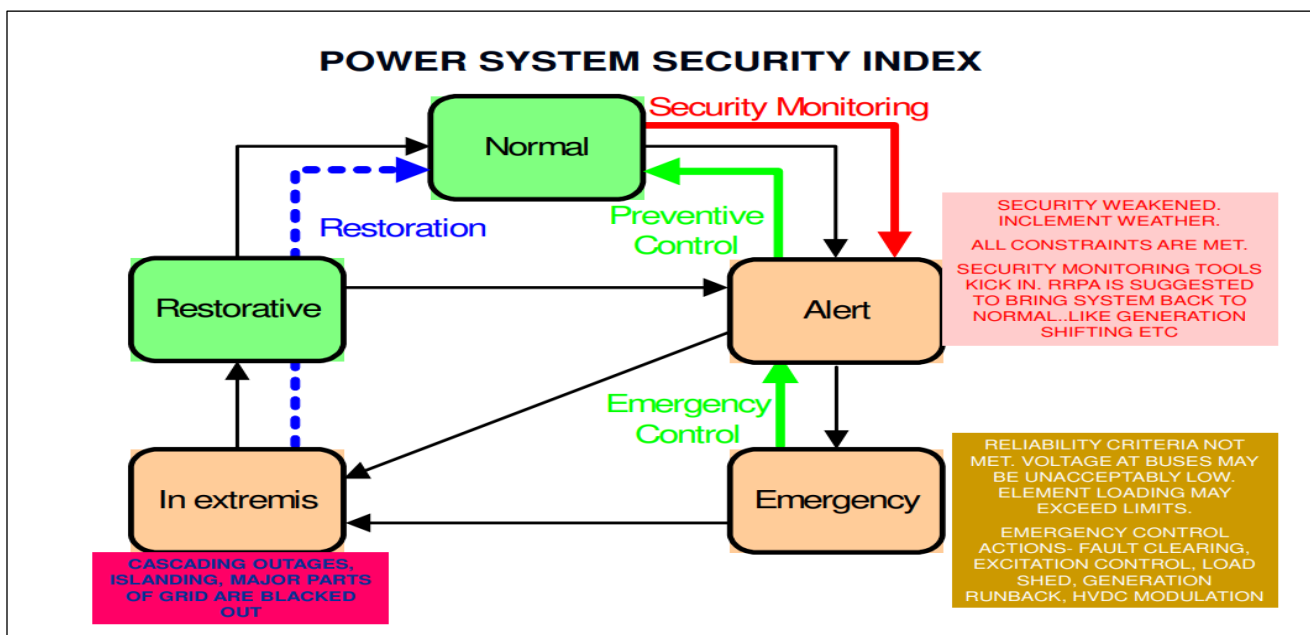 POWER SYSTEM SECURITY INDEX
Security Monitoring
Normal
Preventive
Control
Restoration
SECURITY WEAKENED.
INCLEMENT WEATHER.
ALL CONSTRAINTS ARE MET.
SECURITY MONITORING TOOLS
KICK IN. RRPA IS SUGGESTED
TO BRING SYSTEM BACK TO
NORMAL..LIKE GENERATION
SHIFTING ETC
Restorative
Alert
Emergency
Control
In extremis
Emergency
RELIABILITY CRITERIA NOT
MET. VOLTAGE AT BUSES MAY
BE UNACCEPTABLY LOW.
ELEMENT LOADING MAY
EXCEED LIMITS.
EMERGENCY CONTROL
ACTIONS- FAULT CLEARING,
EXCITATION CONTROL, LOAD
SHED, GENERATION
RUNBACK, HVDC MODULATION
CASCADING OUTAGES,
ISLANDING, MAJOR PARTS
OF GRID ARE BLACKED
OUT